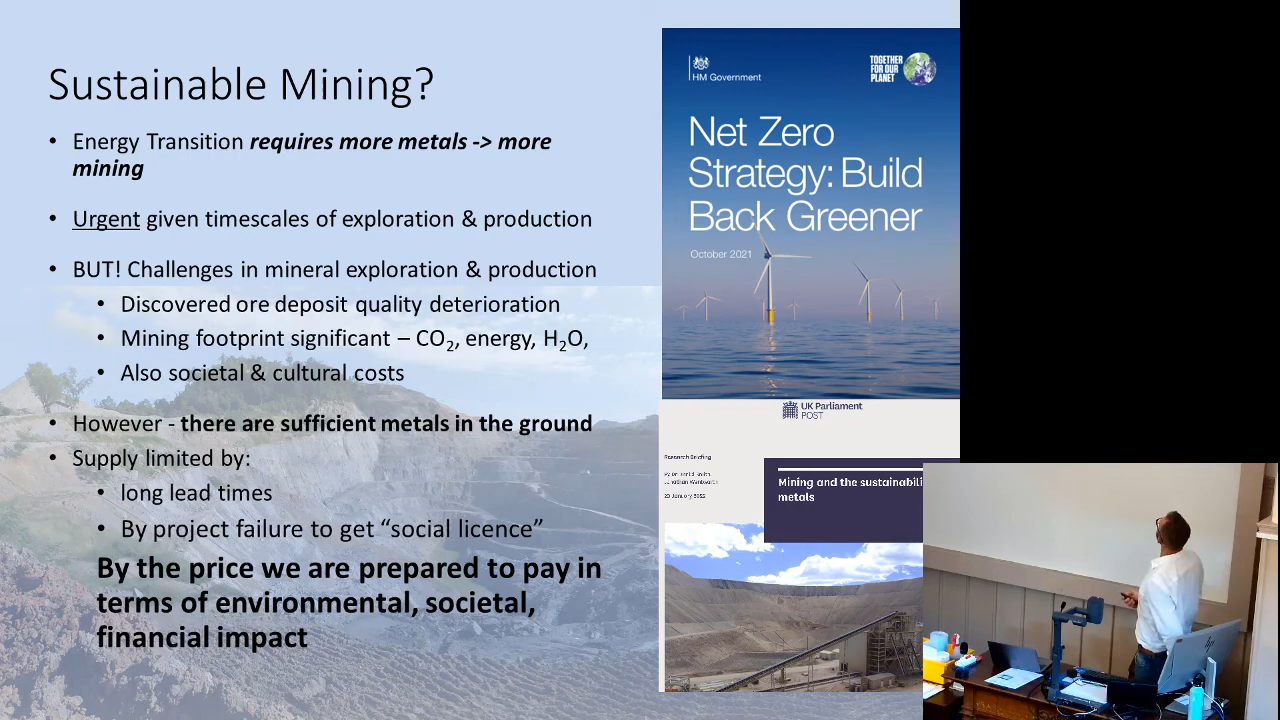 Sustainable Mining?
• Energy Transition requires more metals -> more
mining
• Urgent given timescales of exploration & production
• BUT! Challenges in mineral exploration & production
• Discovered ore deposit quality deterioration
• Mining footprint significant – CO₂, energy, H₂O,
• Also societal & cultural costs
• However - there are sufficient metals in the ground
• Supply limited by:
• long lead times
• By project failure to get “social licence”
By the price we are prepared to pay in
terms of environmental, societal,
financial impact
HM Government
TOGETHER
FOR OUR
PLANET
Net Zero
Strategy: Build
Back Greener
October 2021
UK Parliament
POST
Research Briefing
Mining and the sustainabili
metals
hp